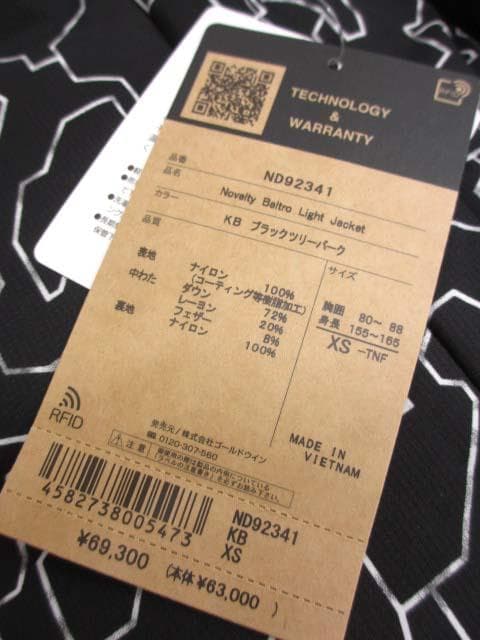 TECHNOLOGY
&
WARRANTY
品番 ND92341
品名 Novelty Baltro Light Jacket
カラー KB ブラックツリーバーク
品質
表地 ナイロン 100%
(コーティング等樹脂加工)
中わた ダウン 72%
レーヨン 20%
フェザー 8%
裏地 ナイロン 100%
サイズ
胸囲 80~ 88
身長 155~165
XS -TNF
RFID
発売元/株式会社ゴールドウイン
0120-307-560
MADE IN
VIETNAM
注意
4582738005473
ND92341
KB
XS
¥69,300 (本体 ¥63,000 )